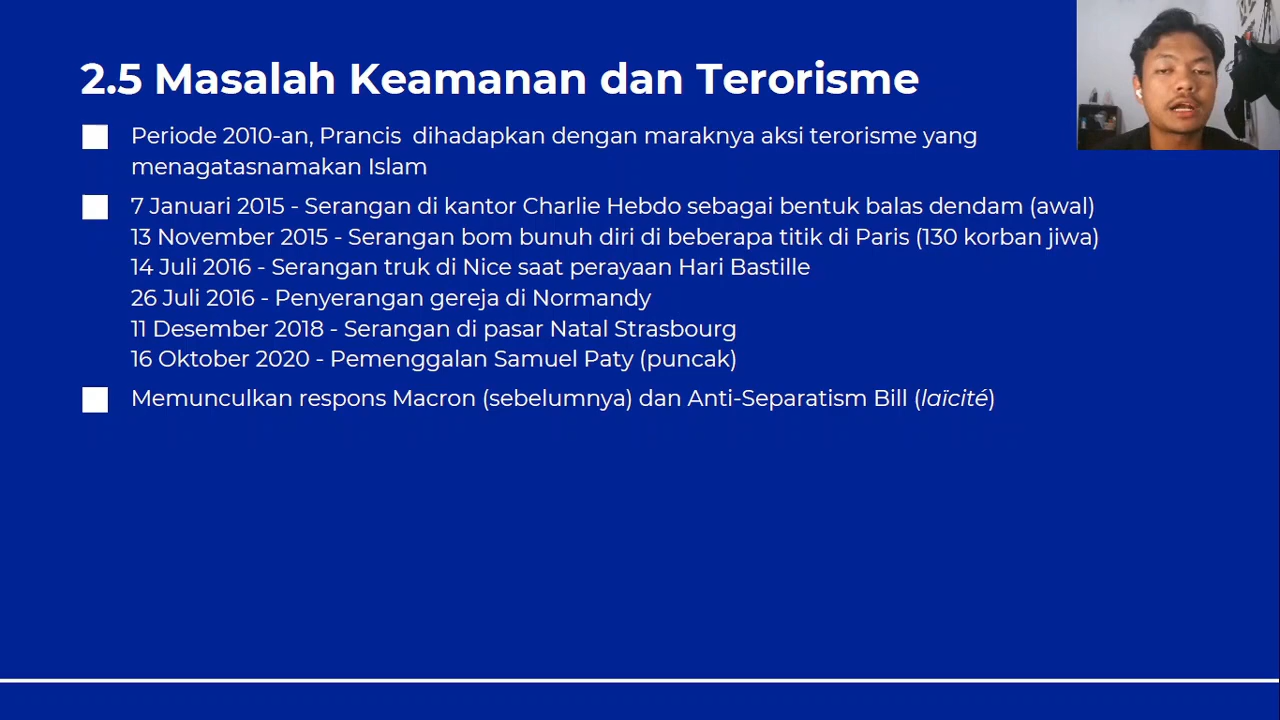 2.5 Masalah Keamanan dan Terorisme
Periode 2010-an, Prancis  dihadapkan dengan maraknya aksi terorisme yang
menagatasnamakan Islam
7 Januari 2015 - Serangan di kantor Charlie Hebdo sebagai bentuk balas dendam (awal)
13 November 2015 - Serangan bom bunuh diri di beberapa titik di Paris (130 korban jiwa)
14 Juli 2016 - Serangan truk di Nice saat perayaan Hari Bastille
26 Juli 2016 - Penyerangan gereja di Normandy
11 Desember 2018 - Serangan di pasar Natal Strasbourg
16 Oktober 2020 - Pemenggalan Samuel Paty (puncak)
Memunculkan respons Macron (sebelumnya) dan Anti-Separatism Bill (laïcité)